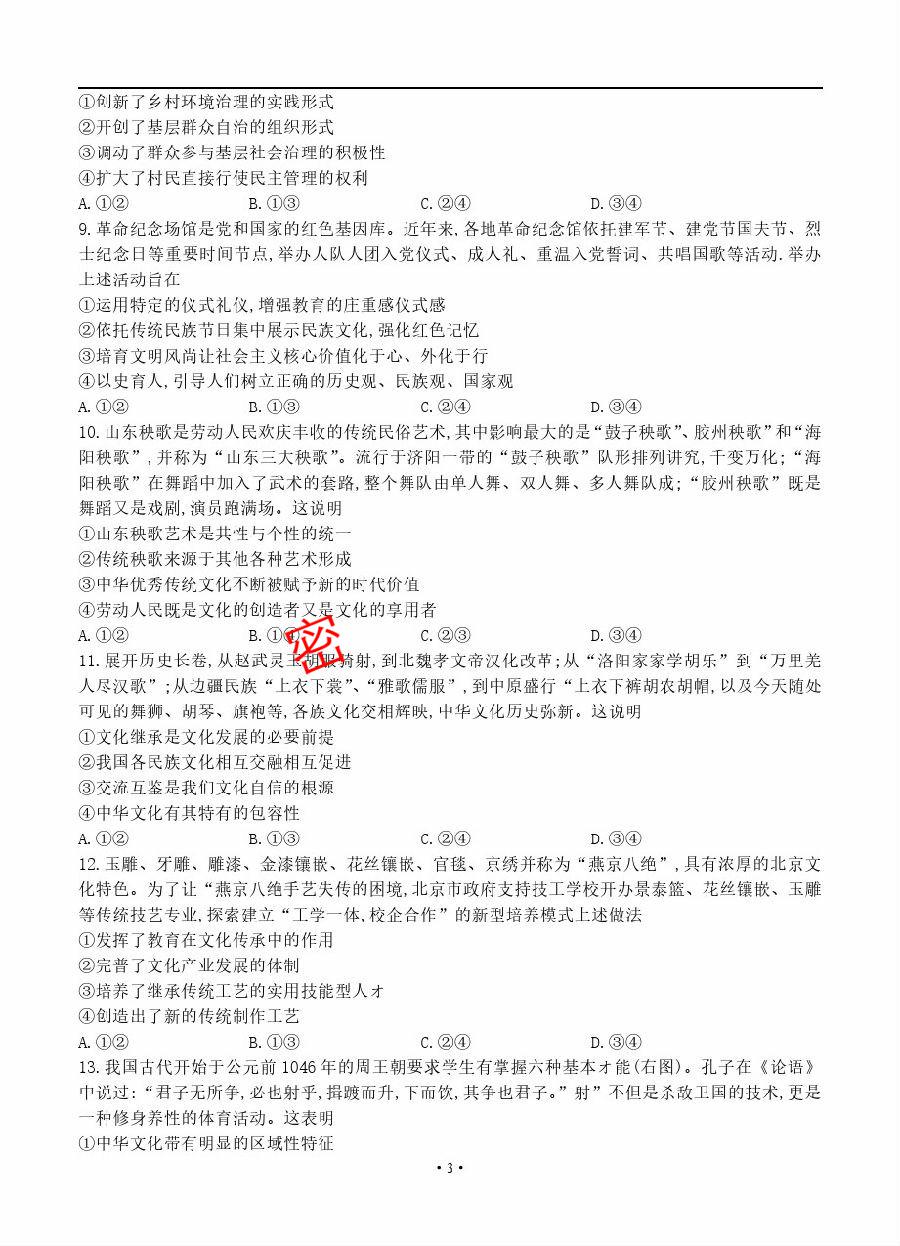 ①创新了乡村环境治理的实践形式
②开创了基层群众自治的组织形式
③调动了群众参与基层社会治理的积极性
④扩大了村民直接行使民主管理的权利
A.①② B.①③ C.②④ D.③④
9.革命纪念场馆是党和国家的红色基因库。近年来,各地革命纪念馆依托建军节、建党节国夫节、烈
士纪念日等重要时间节点,举办人队人团入党仪式、成人礼、重温入党誓词、共唱国歌等活动.举办
上述活动旨在
①运用特定的仪式礼仪,增强教育的庄重感仪式感
②依托传统民族节日集中展示民族文化,强化红色记忆
③培育文明风尚让社会主义核心价值化于心、外化于行
④以史育人,引导人们树立正确的历史观、民族观、国家观
A.①② B.①③ C.②④ D.③④
10.山东秧歌是劳动人民欢庆丰收的传统民俗艺术,其中影响最大的是“鼓子秧歌”、胶州秧歌”和“海
阳秧歌”,并称为“山东三大秧歌”。流行于济阳一带的“鼓子秧歌”队形排列讲究,千变万化;“海
阳秧歌”在舞蹈中加入了武术的套路,整个舞队由单人舞、双人舞、多人舞队成;“胶州秧歌”既是
舞蹈又是戏剧,演员跑满场。这说明
①山东秧歌艺术是共性与个性的统一
②传统秧歌来源于其他各种艺术形成
③中华优秀传统文化不断被赋予新的时代价值
④劳动人民既是文化的创造者又是文化的享用者
A.①② B.①④ C.②③ D.③④
密
11.展开历史长卷,从赵武灵王胡服骑射,到北魏孝文帝汉化改革;从“洛阳家家学胡乐”到“万里羌
人尽汉歌”;从边疆民族“上衣下裳”、“雅歌儒服”,到中原盛行“上衣下裤胡农胡帽,以及今天随处
可见的舞狮、胡琴、旗袍等,各族文化交相辉映,中华文化历史弥新。这说明
①文化继承是文化发展的必要前提
②我国各民族文化相互交融相互促进
③交流互鉴是我们文化自信的根源
④中华文化有其特有的包容性
A.①② B.①③ C.②④ D.③④
12.玉雕、牙雕、雕漆、金漆镶嵌、花丝镶嵌、官毯、京绣并称为“燕京八绝”,具有浓厚的北京文
化特色。为了让“燕京八绝手艺失传的困境,北京市政府支持技工学校开办景泰篮、花丝镶嵌、玉雕
等传统技艺专业,探索建立“工学一体,校企合作”的新型培养模式上述做法
①发挥了教育在文化传承中的作用
②完普了文化产业发展的体制
③培养了继承传统工艺的实用技能型人才
④创造出了新的传统制作工艺
A.①② B.①③ C.②④ D.③④
13.我国古代开始于公元前1046年的周王朝要求学生有掌握六种基本才能(右图)。孔子在《论语》
中说过:“君子无所争,必也射乎,揖踱而升,下而饮,其争也君子。”射”不但是杀敌工国的技术,更是
一种修身养性的体育活动。这表明
①中华文化带有明显的区域性特征
·3·